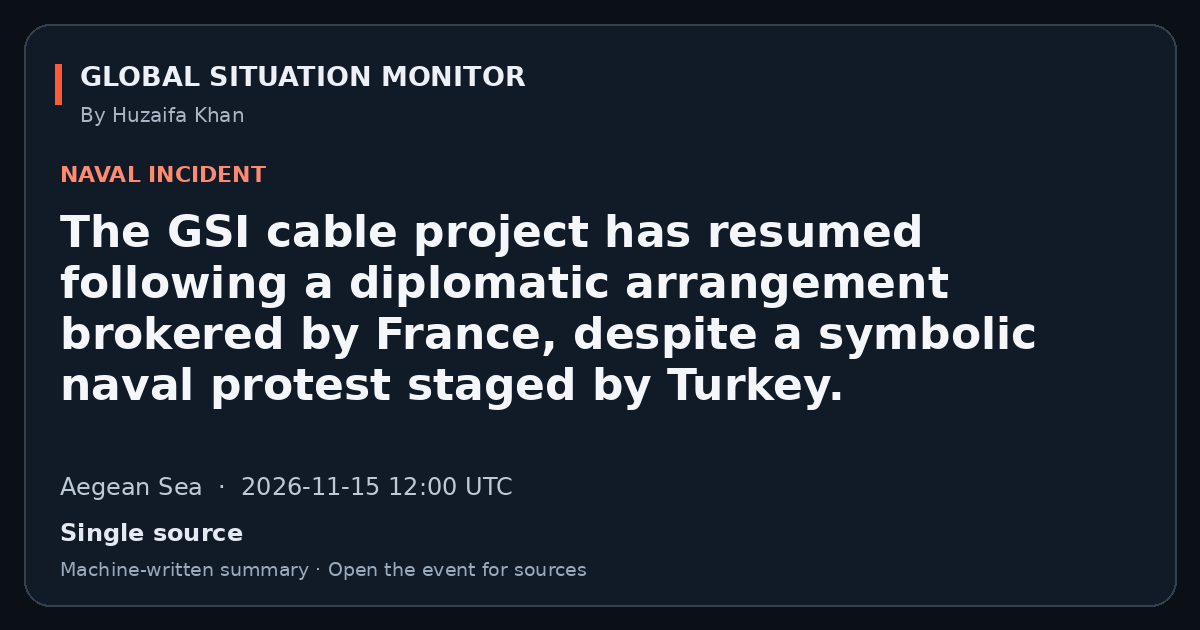 GLOBAL SITUATION MONITOR
By Huzaifa Khan
NAVAL INCIDENT
The GSI cable project has resumed
following a diplomatic arrangement
brokered by France, despite a symbolic
naval protest staged by Turkey.
Aegean Sea · 2026-11-15 12:00 UTC
Single source
Machine-written summary · Open the event for sources